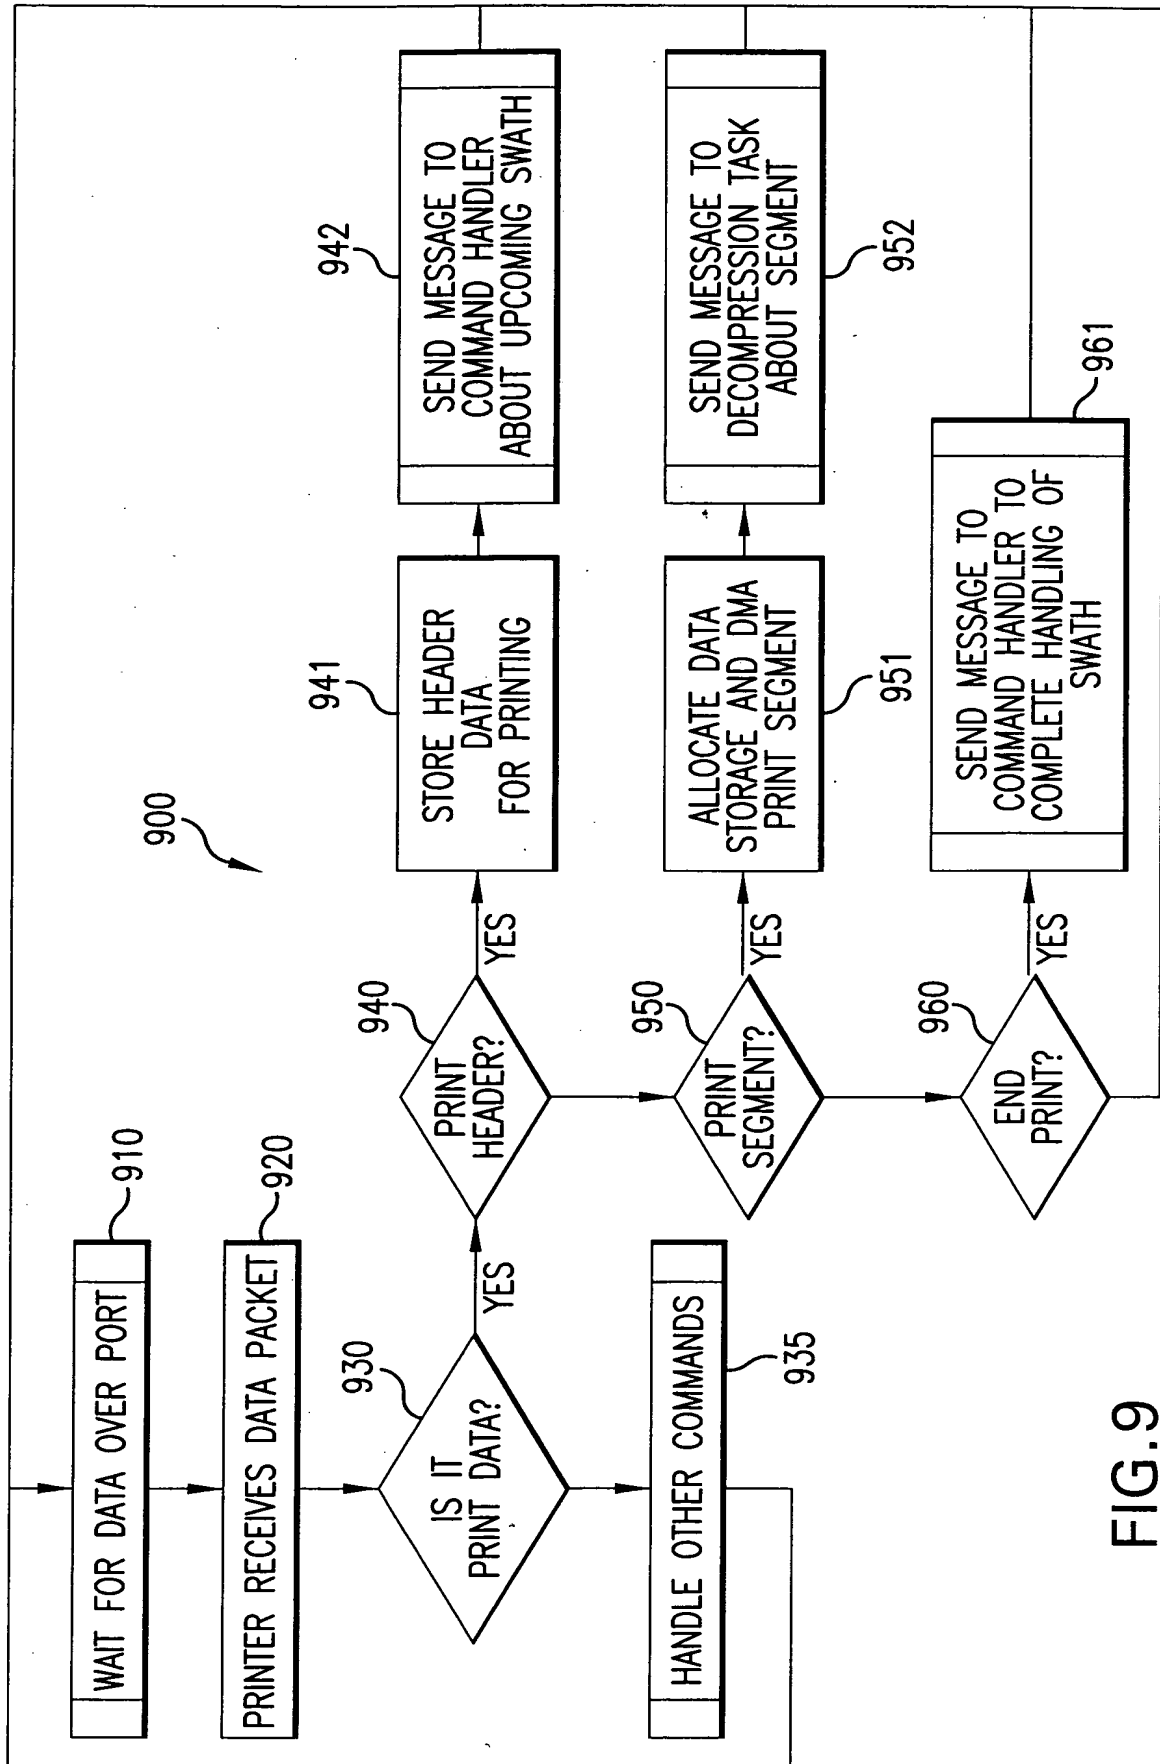 900
WAIT FOR DATA OVER PORT
910
PRINTER RECEIVES DATA PACKET
920
IS IT
PRINT DATA?
930
YES
HANDLE OTHER COMMANDS
935
PRINT
HEADER?
940
YES
STORE HEADER
DATA
FOR PRINTING
941
SEND MESSAGE TO
COMMAND HANDLER
ABOUT UPCOMING SWATH
942
PRINT
SEGMENT?
950
YES
ALLOCATE DATA
STORAGE AND DMA
PRINT SEGMENT
951
SEND MESSAGE TO
DECOMPRESSION TASK
ABOUT SEGMENT
952
END
PRINT?
960
YES
SEND MESSAGE TO
COMMAND HANDLER TO
COMPLETE HANDLING OF
SWATH
961
FIG.9